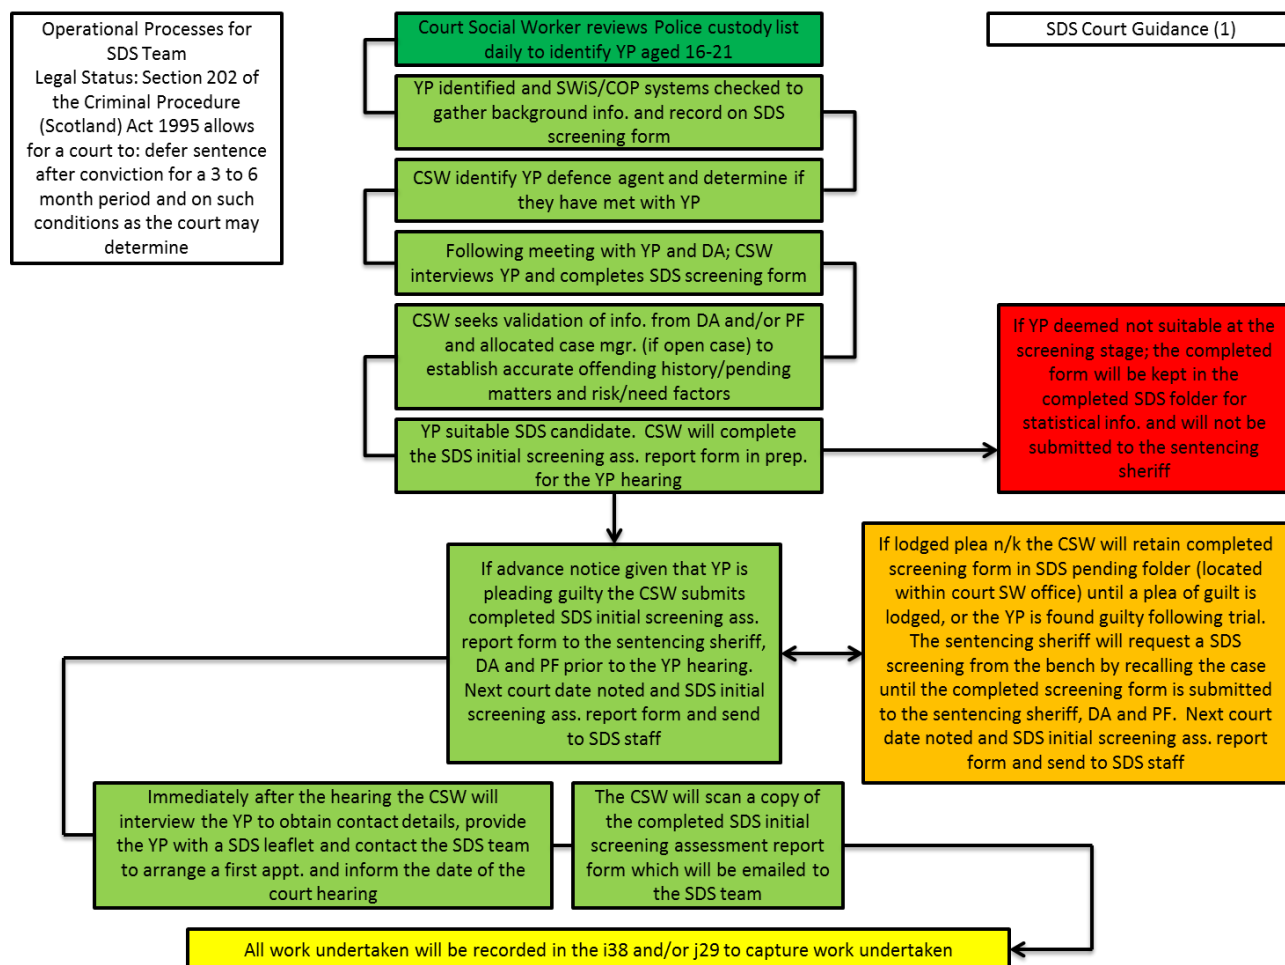 Operational Processes for
SDS Team
Legal Status: Section 202 of
the Criminal Procedure
(Scotland) Act 1995 allows
for a court to: defer sentence
after conviction for a 3 to 6
month period and on such
conditions as the court may
determine
Court Social Worker reviews Police custody list
daily to identify YP aged 16-21
SDS Court Guidance (1)
YP identified and SWiS/COP systems checked to
gather background info. and record on SDS
screening form
CSW identify YP defence agent and determine if
they have met with YP
Following meeting with YP and DA; CSW
interviews YP and completes SDS screening form
CSW seeks validation of info. from DA and/or PF
and allocated case mgr. (if open case) to
establish accurate offending history/pending
matters and risk/need factors
YP suitable SDS candidate. CSW will complete
the SDS initial screening ass. report form in prep.
for the YP hearing
If YP deemed not suitable at the
screening stage; the completed
form will be kept in the
completed SDS folder for
statistical info. and will not be
submitted to the sentencing
sheriff
If advance notice given that YP is
pleading guilty the CSW submits
completed SDS initial screening ass.
report form to the sentencing sheriff,
DA and PF prior to the YP hearing.
Next court date noted and SDS initial
screening ass. report form and send
to SDS staff
If lodged plea n/k the CSW will retain
completed screening form in SDS pending folder (located
within court SW office) until a plea of guilt is
lodged, or the YP is found guilty following trial.
The sentencing sheriff will request a SDS
screening from the bench by recalling the case
until the completed screening form is submitted
to the sentencing sheriff, DA and PF.  Next court
date noted and SDS initial screening ass. report
form and send to SDS staff
Immediately after the hearing the CSW will
interview the YP to obtain contact details, provide
the YP with a SDS leaflet and contact the SDS team
to arrange a first appt. and inform the date of the
court hearing
The CSW will scan a copy of
the completed SDS initial
screening assessment report
form which will be emailed to
the SDS team
All work undertaken will be recorded in the i38 and/or j29 to capture work undertaken